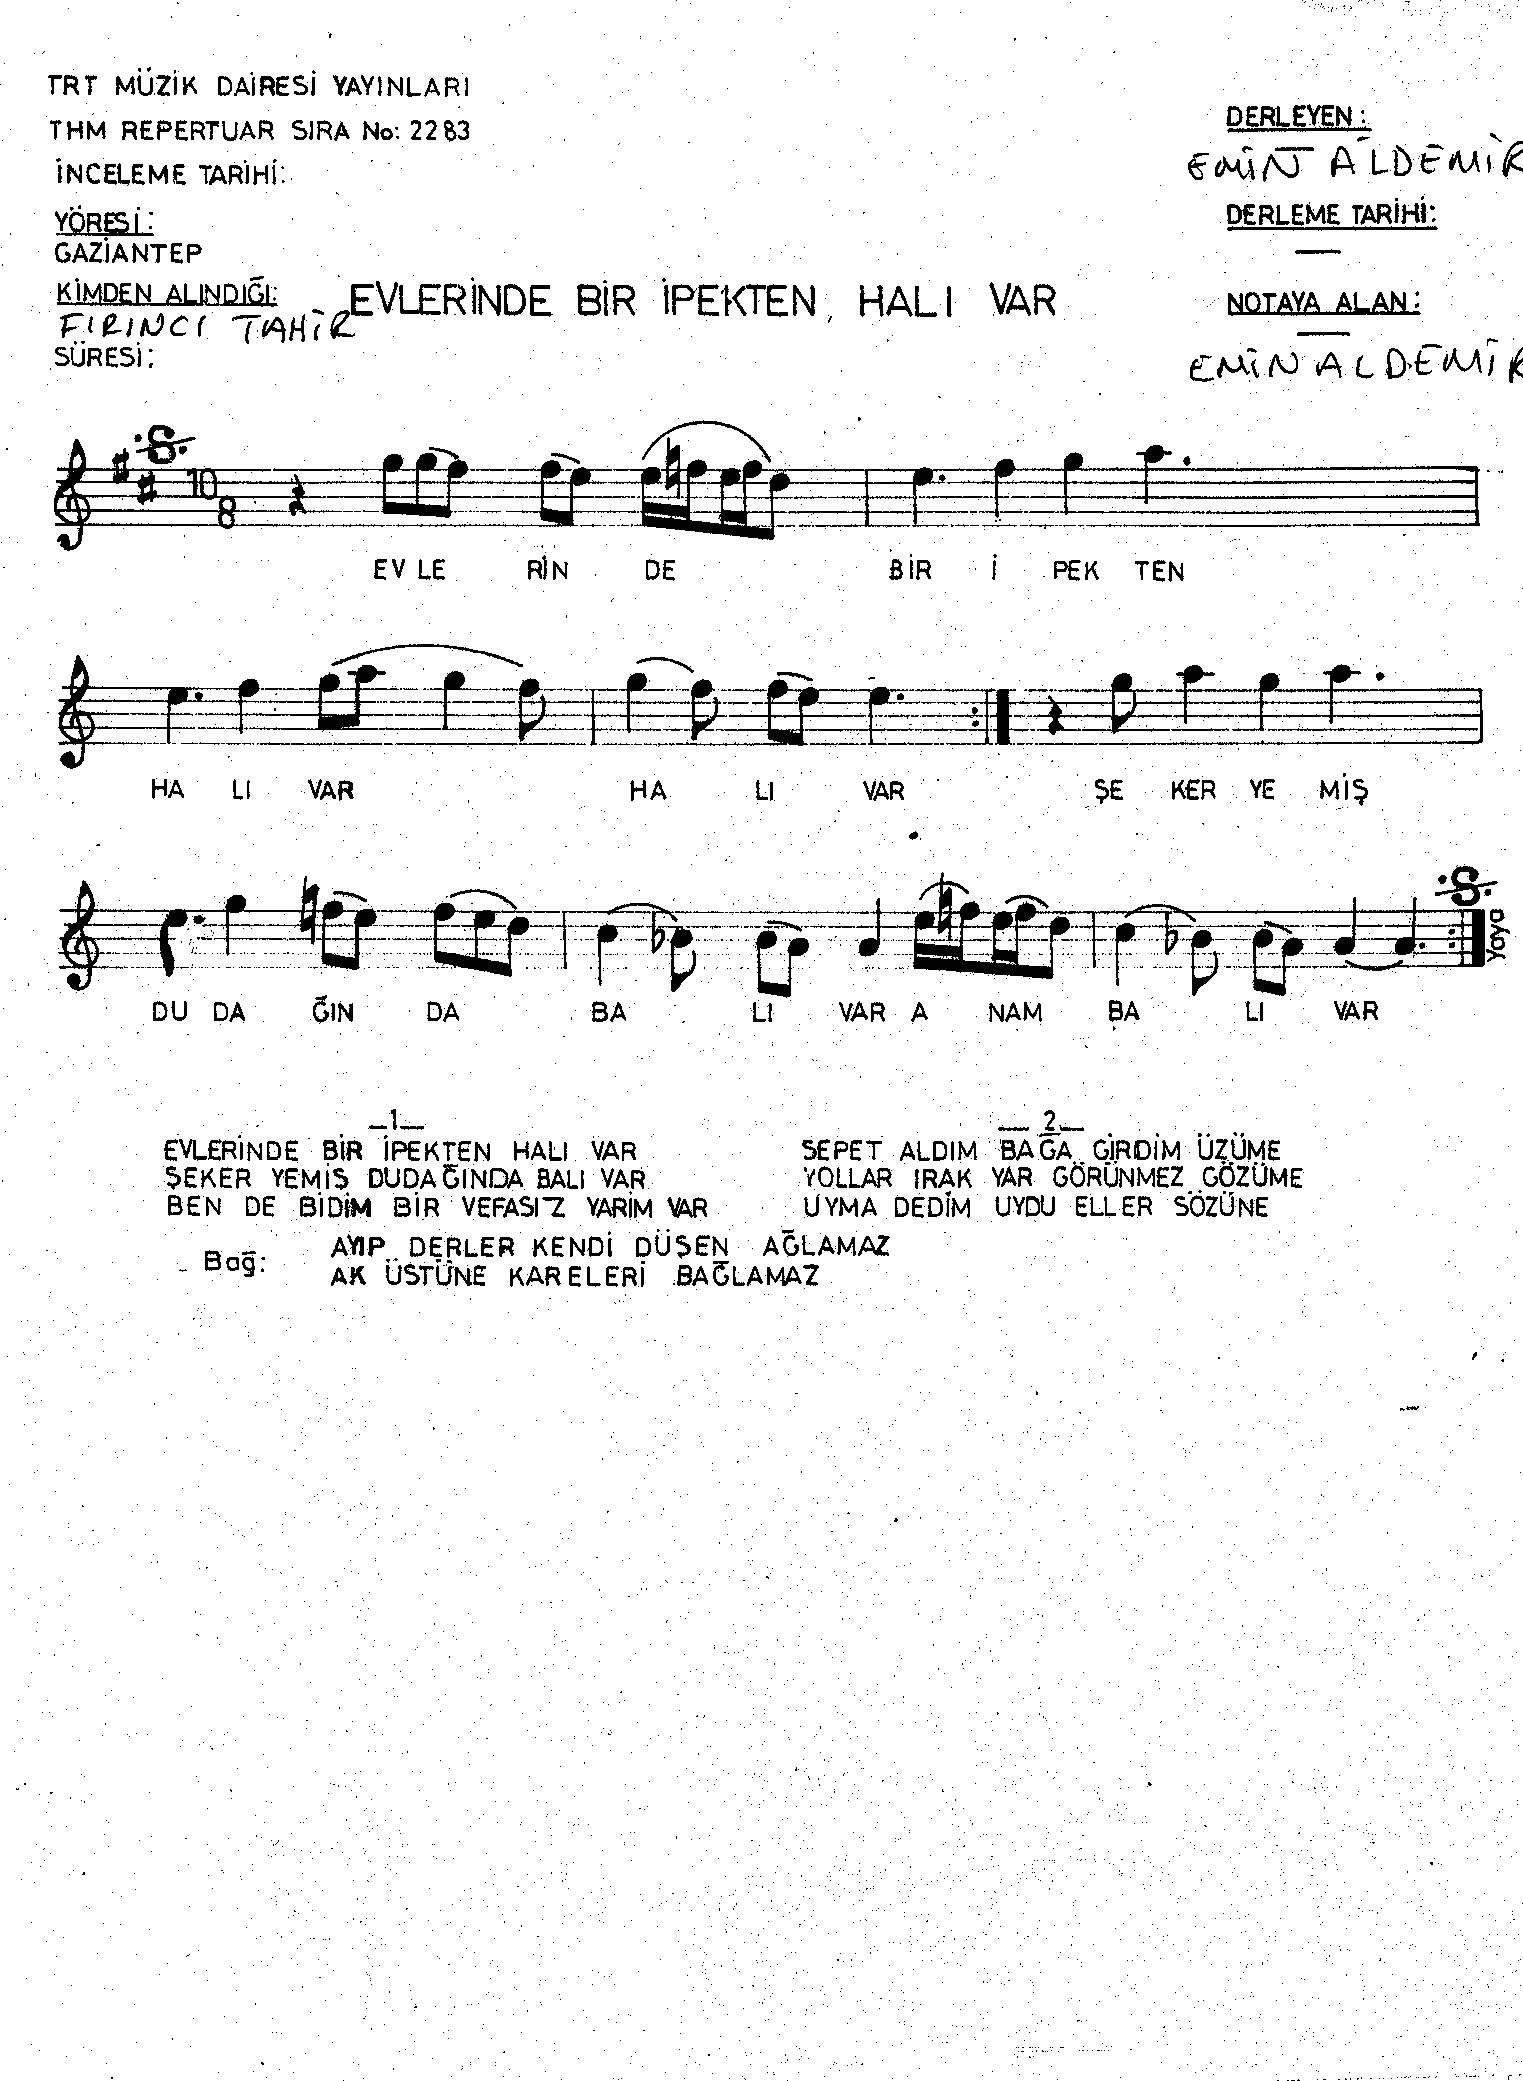 TRT MÜZİK DAİRESİ YAYINLARI
THM REPERTUAR SIRA No: 2283
İNCELEME TARİHİ:
YÖRESİ:
GAZİANTEP
KİMDEN ALINDIĞI:
FIRINCI TAHİR
SÜRESİ:
DERLEYEN:
EMİN ALDEMİR
DERLEME TARİHİ:
—
NOTAYA ALAN:
EMİN ALDEMİR
EVLERİNDE BİR İPEKTEN, HALI VAR
10
8
EV LE RİN DE BİR İ PEK TEN
HA LI VAR HA LI VAR ŞE KER YE MİŞ
DU DA ĞIN DA BA LI VAR A NAM BA LI VAR
Yaya
—1—
EVLERİNDE BİR İPEKTEN HALI VAR
ŞEKER YEMİŞ DUDAĞINDA BALI VAR
BEN DE BİDİM BİR VEFASIZ YARİM VAR
— 2 —
SEPET ALDIM BAĞA GİRDİM ÜZÜME
YOLLAR IRAK YAR GÖRÜNMEZ GÖZÜME
UYMA DEDİM UYDU ELLER SÖZÜNE
Bağ: AYIP DERLER KENDİ DÜŞEN AĞLAMAZ
AK ÜSTÜNE KARELERİ BAĞLAMAZ